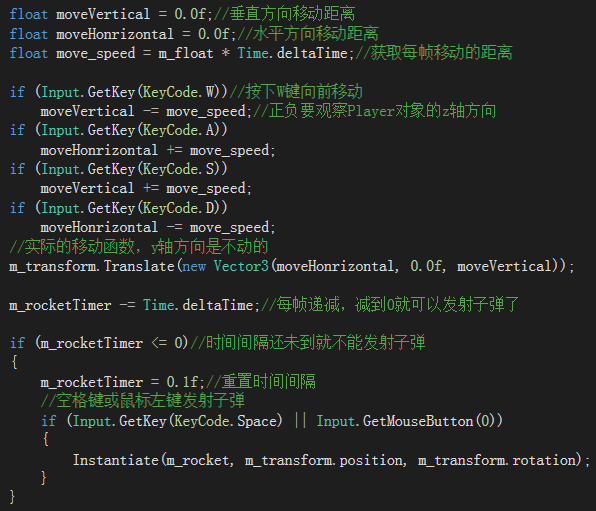 float moveVertical = 0.0f;//垂直方向移动距离
float moveHonrizontal = 0.0f;//水平方向移动距离
float move_speed = m_float * Time.deltaTime;//获取每帧移动的距离
if (Input.GetKey(KeyCode.W))//按下W键向前移动
moveVertical -= move_speed;//正负要观察Player对象的z轴方向
if (Input.GetKey(KeyCode.A))
moveHonrizontal += move_speed;
if (Input.GetKey(KeyCode.S))
moveVertical += move_speed;
if (Input.GetKey(KeyCode.D))
moveHonrizontal -= move_speed;
//实际的移动函数，y轴方向是不动的
m_transform.Translate(new Vector3(moveHonrizontal, 0.0f, moveVertical));
m_rocketTimer -= Time.deltaTime;//每帧递减，减到0就可以发射子弹了
if (m_rocketTimer <= 0)//时间间隔还未到就不能发射子弹
{
m_rocketTimer = 0.1f;//重置时间间隔
//空格键或鼠标左键发射子弹
if (Input.GetKey(KeyCode.Space) || Input.GetMouseButton(0))
{
Instantiate(m_rocket, m_transform.position, m_transform.rotation);
}
}